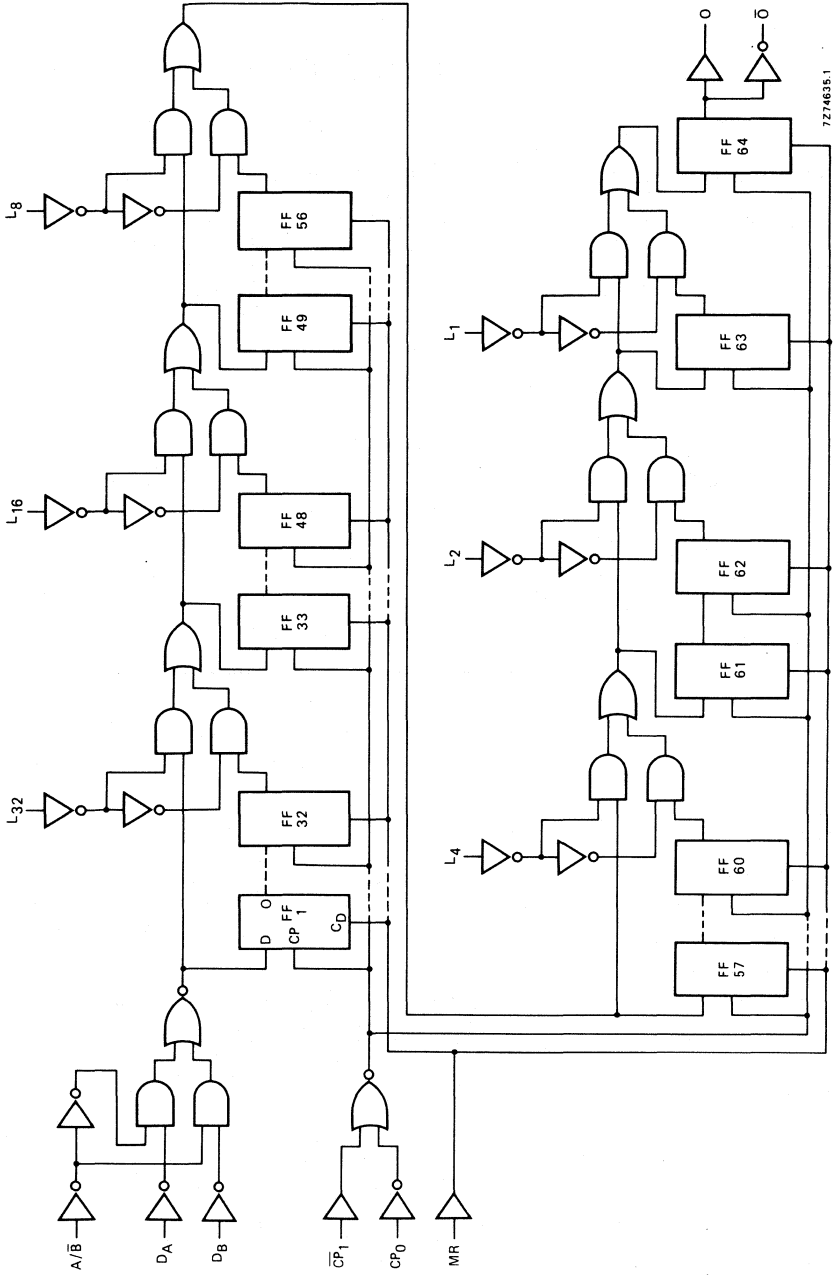 L8
L16
L32
FF
56
FF
49
FF
48
FF
33
FF
32
D O
FF
CP 1
CD
A/B̅
DA
DB
C̅P̅1
CP0
MR
L1
L2
L4
O
O̅
FF
64
FF
63
FF
62
FF
61
FF
60
FF
57
7Z74635.1